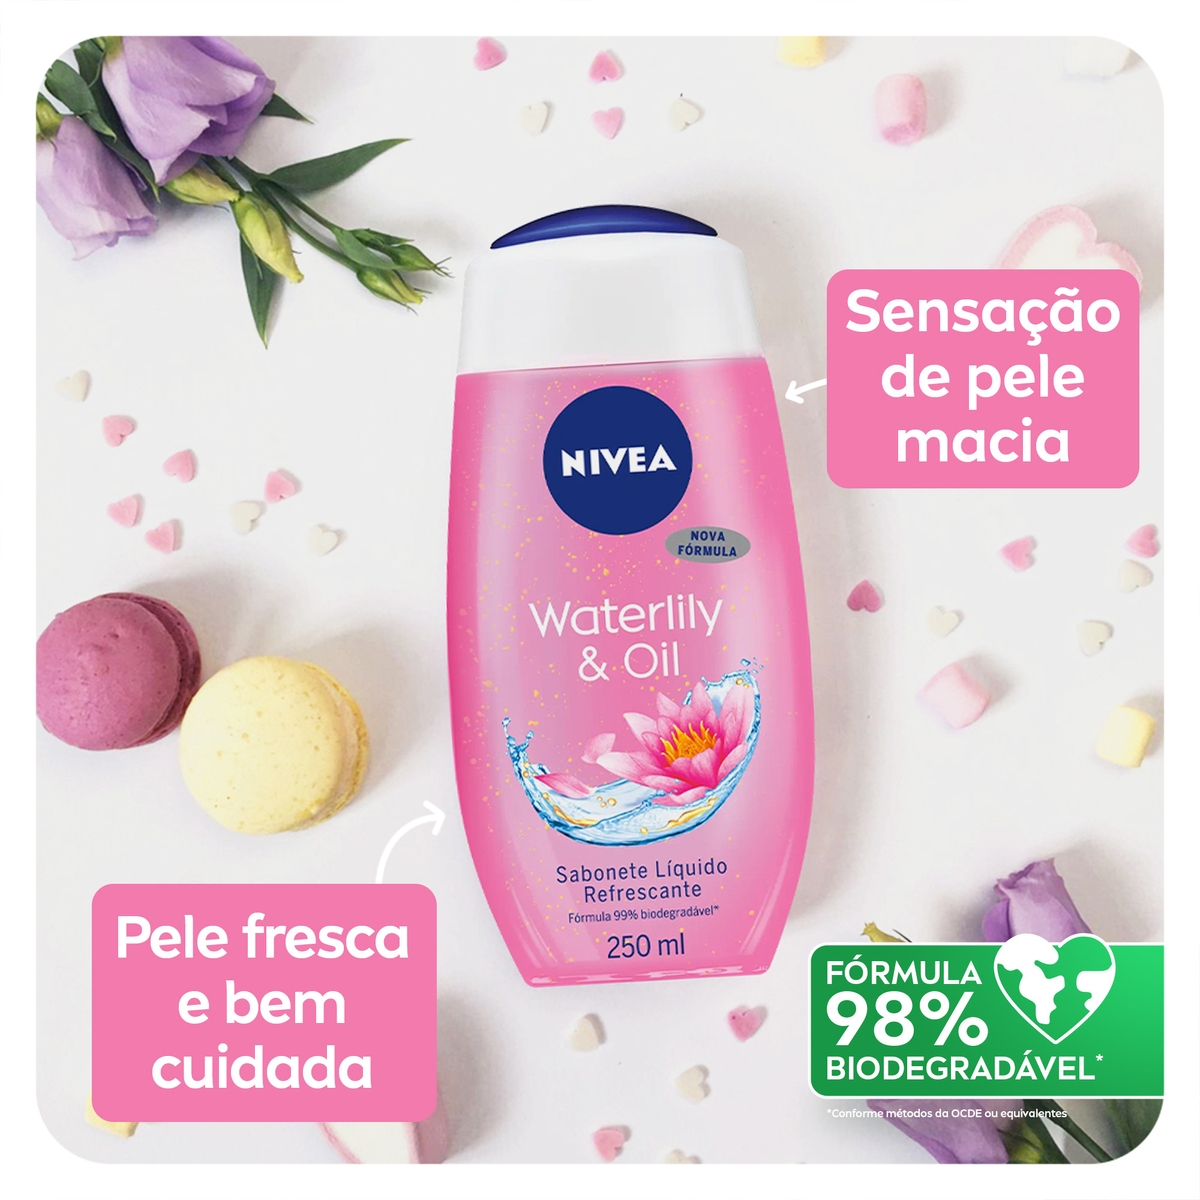 Sensação
de pele
macia
NIVEA
NOVA
FÓRMULA
Waterlily
& Oil
Sabonete Líquido
Refrescante
Fórmula 99% biodegradável*
250 ml
Pele fresca
e bem
cuidada
FÓRMULA
98%
BIODEGRADÁVEL*
*Conforme métodos da OCDE ou equivalentes